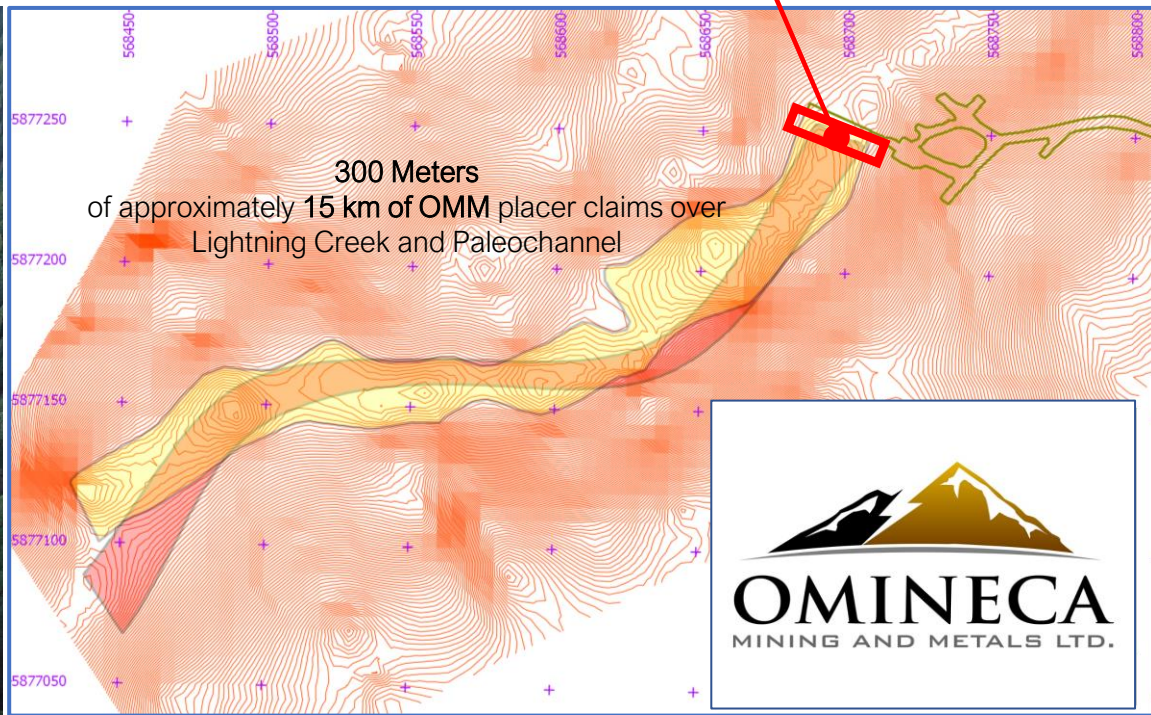 568450
568500
568550
568600
568650
568700
568750
568800
5877250
300 Meters
of approximately 15 km of OMM placer claims over
Lightning Creek and Paleochannel
5877200
5877150
5877100
5877050
OMINECA
MINING AND METALS LTD.